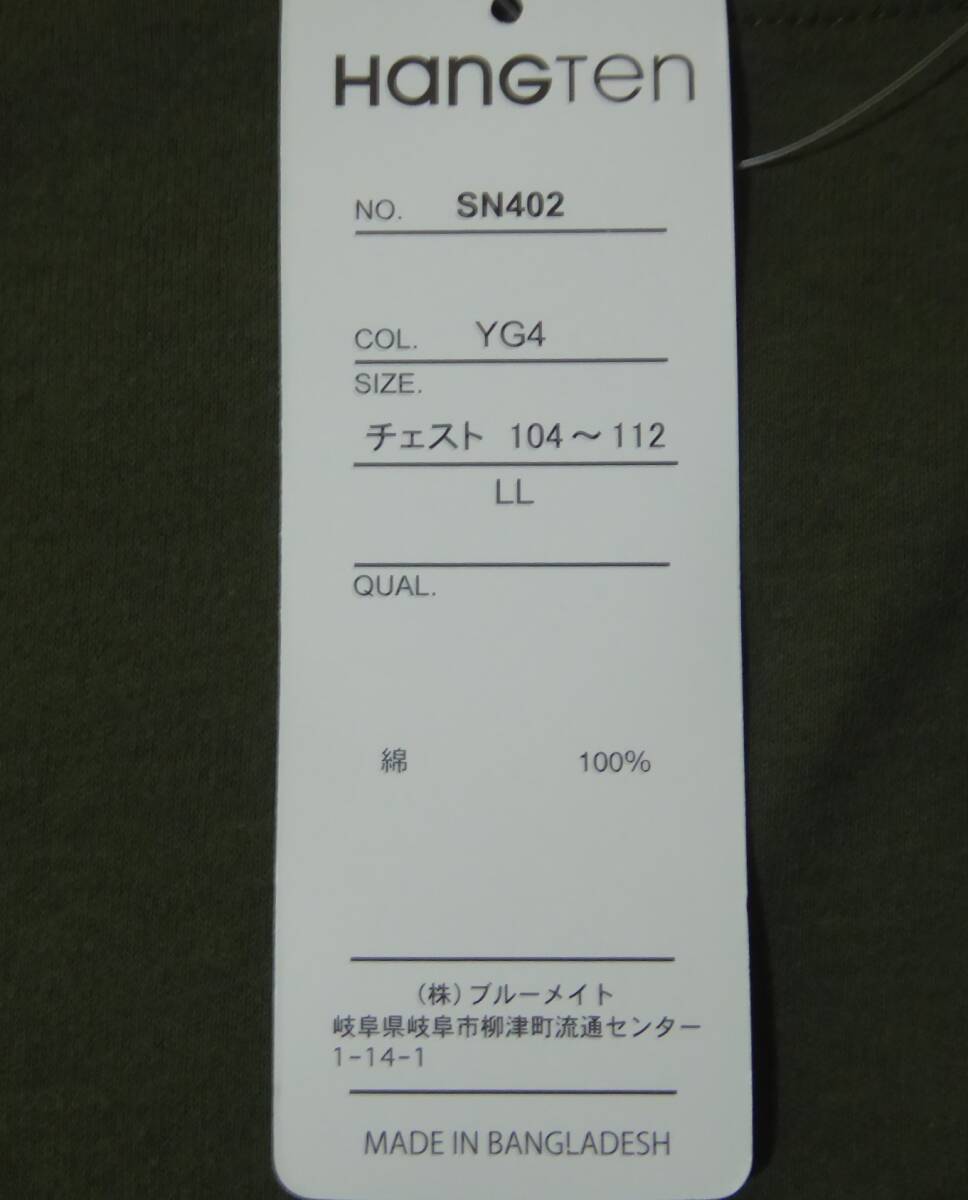 HANGTEN
NO. SN402
COL. YG4
SIZE.
チェスト 104～112
LL
QUAL.
綿 100%
(株)ブルーメイト
岐阜県岐阜市柳津町流通センター
1-14-1
MADE IN BANGLADESH